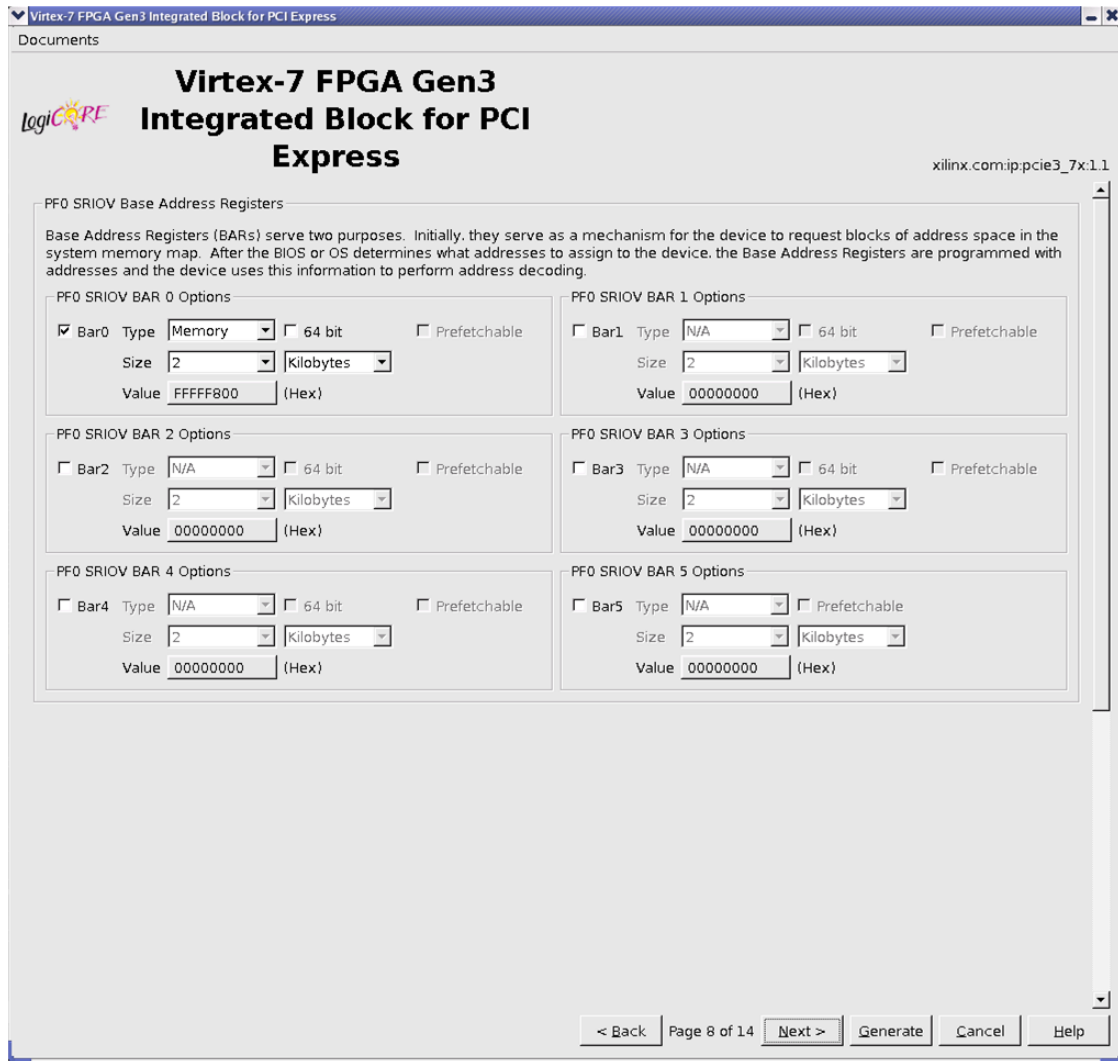 Virtex-7 FPGA Gen3 Integrated Block for PCI Express
Documents
LogiCORE
Virtex-7 FPGA Gen3
Integrated Block for PCI
Express
xilinx.com:ip:pcie3_7x:1.1
PF0 SRIOV Base Address Registers
Base Address Registers (BARs) serve two purposes. Initially, they serve as a mechanism for the device to request blocks of address space in the
system memory map. After the BIOS or OS determines what addresses to assign to the device, the Base Address Registers are programmed with
addresses and the device uses this information to perform address decoding.
PF0 SRIOV BAR 0 Options
Bar0 Type Memory 64 bit Prefetchable
Size 2 Kilobytes
Value FFFFF800 (Hex)
PF0 SRIOV BAR 1 Options
Bar1 Type N/A 64 bit Prefetchable
Size 2 Kilobytes
Value 00000000 (Hex)
PF0 SRIOV BAR 2 Options
Bar2 Type N/A 64 bit Prefetchable
Size 2 Kilobytes
Value 00000000 (Hex)
PF0 SRIOV BAR 3 Options
Bar3 Type N/A 64 bit Prefetchable
Size 2 Kilobytes
Value 00000000 (Hex)
PF0 SRIOV BAR 4 Options
Bar4 Type N/A 64 bit Prefetchable
Size 2 Kilobytes
Value 00000000 (Hex)
PF0 SRIOV BAR 5 Options
Bar5 Type N/A Prefetchable
Size 2 Kilobytes
Value 00000000 (Hex)
< Back Page 8 of 14 Next > Generate Cancel Help